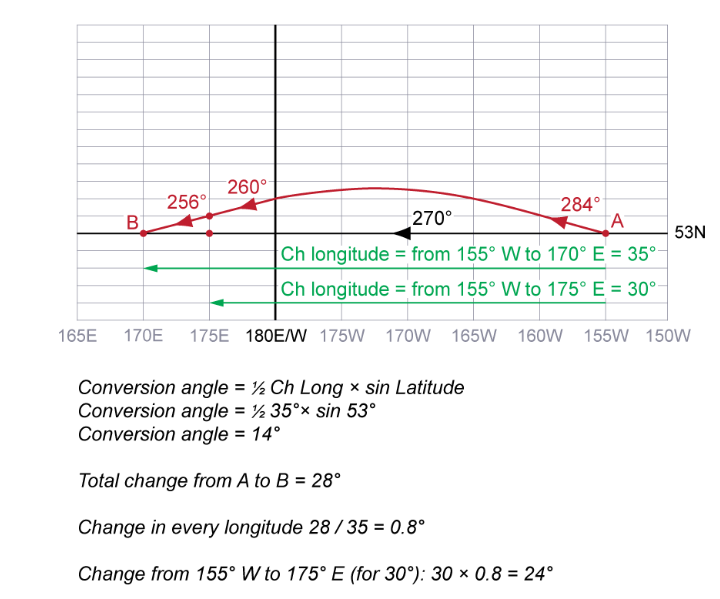 260°
256°
284°
B
270°
A
53N
Ch longitude = from 155° W to 170° E = 35°
Ch longitude = from 155° W to 175° E = 30°
165E 170E 175E 180E/W 175W 170W 165W 160W 155W 150W
Conversion angle = ½ Ch Long × sin Latitude
Conversion angle = ½ 35°× sin 53°
Conversion angle = 14°
Total change from A to B = 28°
Change in every longitude 28 / 35 = 0.8°
Change from 155° W to 175° E (for 30°): 30 × 0.8 = 24°